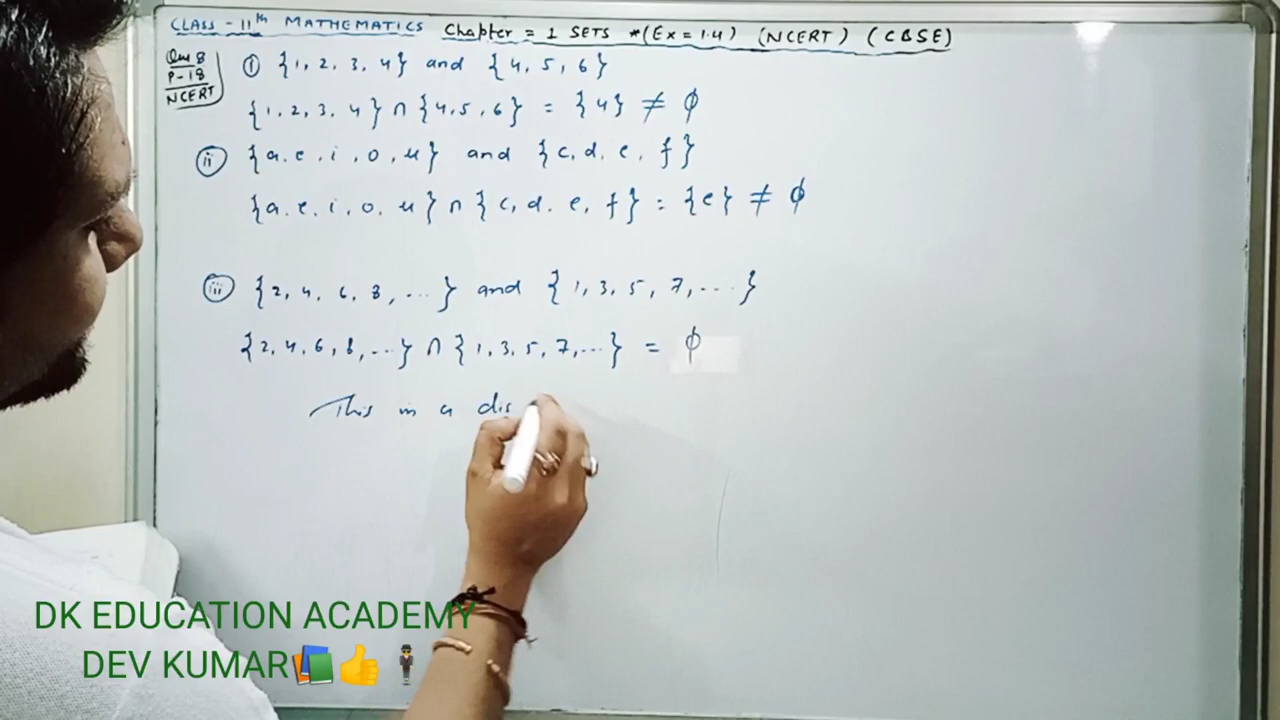 CLASS - 11th MATHEMATICS Chapter = 1 SETS *(Ex = 1.4) (NCERT) (CBSE)
Que 8
P-18
NCERT
(i) {1, 2, 3, 4} and {4, 5, 6}
{1, 2, 3, 4} ∩ {4, 5, 6} = {4} ≠ ϕ
(ii) {a, e, i, o, u} and {c, d, e, f}
{a, e, i, o, u} ∩ {c, d, e, f} = {e} ≠ ϕ
(iii) {2, 4, 6, 8, ...} and {1, 3, 5, 7, ...}
{2, 4, 6, 8, ...} ∩ {1, 3, 5, 7, ...} = ϕ
This is a dis
DK EDUCATION ACADEMY
DEV KUMAR📚👍🕴